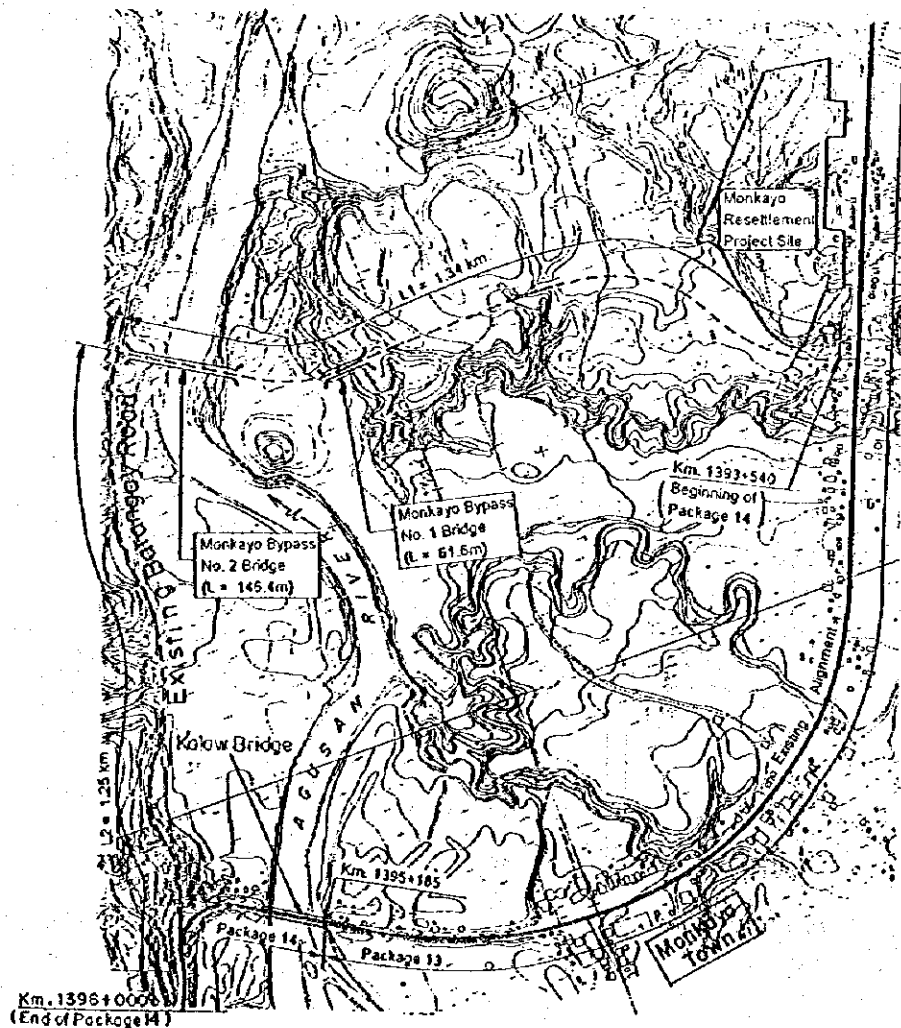 Monkayo
Resettlement
Project Site
L1 = 1.34 km
Km. 1393+540
Beginning of
Package 14
Monkayo Bypass
No. 1 Bridge
(L = 61.6m)
Monkayo Bypass
No. 2 Bridge
(L = 145.4m)
Existing Barangay Road
AGUSAN RIVER
Existing Alignment
Kalaw Bridge
L2 = 1.25 km
Km. 1395+185
Package 14
Package 13
Monkayo
Town
Km. 1396+000
(End of Package 14)